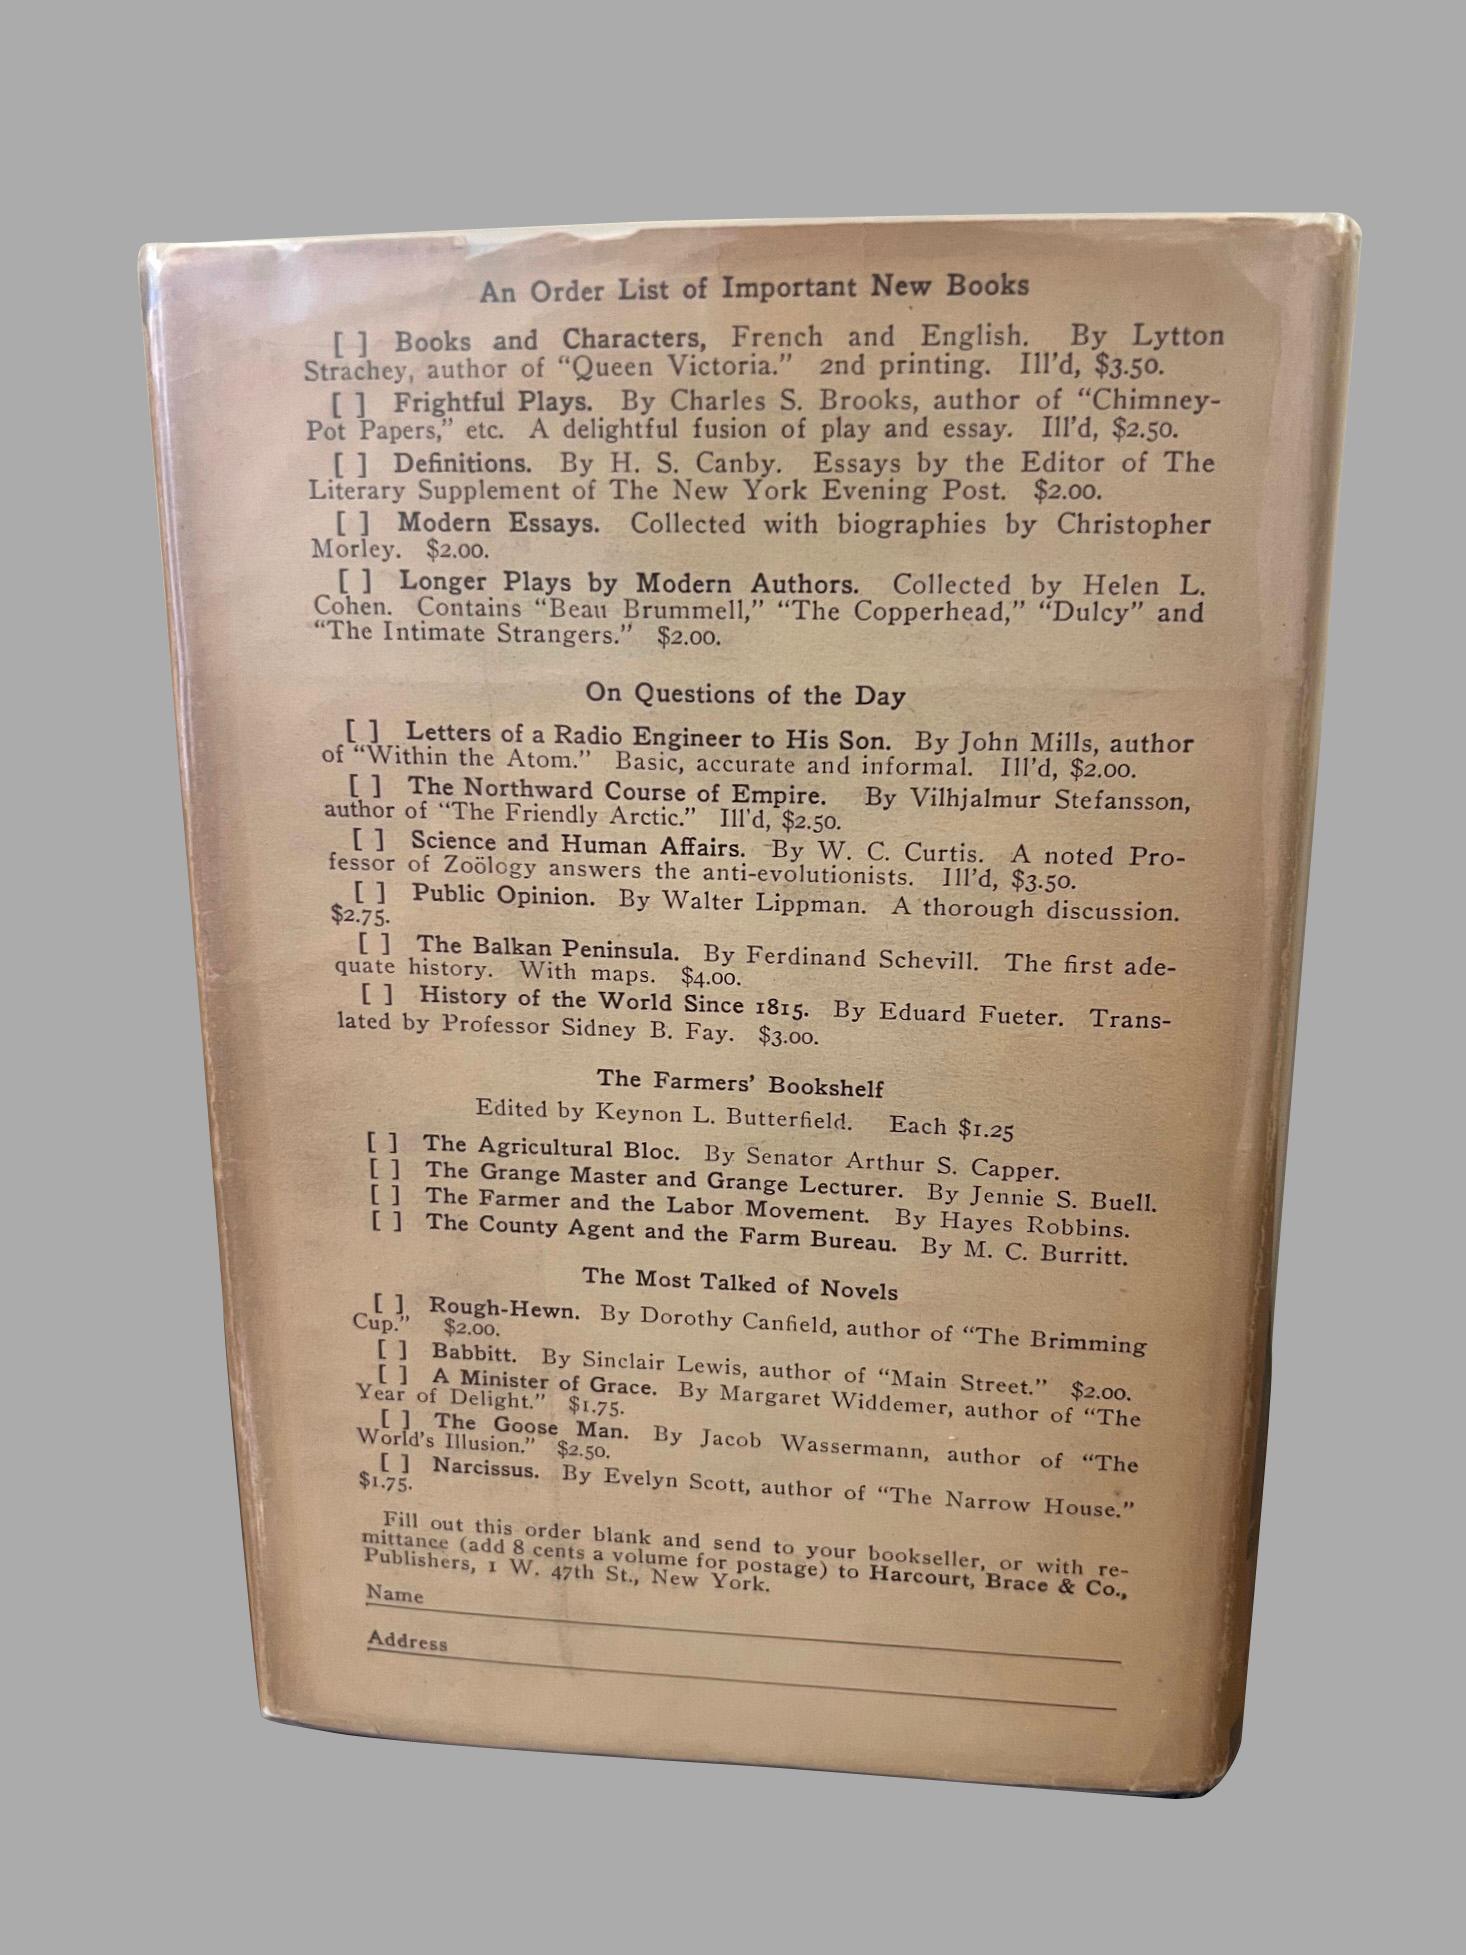 An Order List of Important New Books
[ ] Books and Characters, French and English. By Lytton
Strachey, author of “Queen Victoria.” 2nd printing. Ill’d, $3.50.
[ ] Frightful Plays. By Charles S. Brooks, author of “Chimney-
Pot Papers,” etc. A delightful fusion of play and essay. Ill’d, $2.50.
[ ] Definitions. By H. S. Canby. Essays by the Editor of The
Literary Supplement of The New York Evening Post. $2.00.
[ ] Modern Essays. Collected with biographies by Christopher
Morley. $2.00.
[ ] Longer Plays by Modern Authors. Collected by Helen L.
Cohen. Contains “Beau Brummell,” “The Copperhead,” “Dulcy” and
“The Intimate Strangers.” $2.00.
On Questions of the Day
[ ] Letters of a Radio Engineer to His Son. By John Mills, author
of “Within the Atom.” Basic, accurate and informal. Ill’d, $2.00.
[ ] The Northward Course of Empire. By Vilhjalmur Stefansson,
author of “The Friendly Arctic.” Ill’d, $2.50.
[ ] Science and Human Affairs. By W. C. Curtis. A noted Pro-
fessor of Zoölogy answers the anti-evolutionists. Ill’d, $3.50.
[ ] Public Opinion. By Walter Lippman. A thorough discussion.
$2.75.
[ ] The Balkan Peninsula. By Ferdinand Schevill. The first ade-
quate history. With maps. $4.00.
[ ] History of the World Since 1815. By Eduard Fueter. Trans-
lated by Professor Sidney B. Fay. $3.00.
The Farmers’ Bookshelf
Edited by Keynon L. Butterfield. Each $1.25
[ ] The Agricultural Bloc. By Senator Arthur S. Capper.
[ ] The Grange Master and Grange Lecturer. By Jennie S. Buell.
[ ] The Farmer and the Labor Movement. By Hayes Robbins.
[ ] The County Agent and the Farm Bureau. By M. C. Burritt.
The Most Talked of Novels
[ ] Rough-Hewn. By Dorothy Canfield, author of “The Brimming
Cup.” $2.00.
[ ] Babbitt. By Sinclair Lewis, author of “Main Street.” $2.00.
[ ] A Minister of Grace. By Margaret Widdemer, author of “The
Year of Delight.” $1.75.
[ ] The Goose Man. By Jacob Wassermann, author of “The
World’s Illusion.” $2.50.
[ ] Narcissus. By Evelyn Scott, author of “The Narrow House.”
$1.75.
Fill out this order blank and send to your bookseller, or with re-
mittance (add 8 cents a volume for postage) to Harcourt, Brace & Co.,
Publishers, 1 W. 47th St., New York.
Name
Address